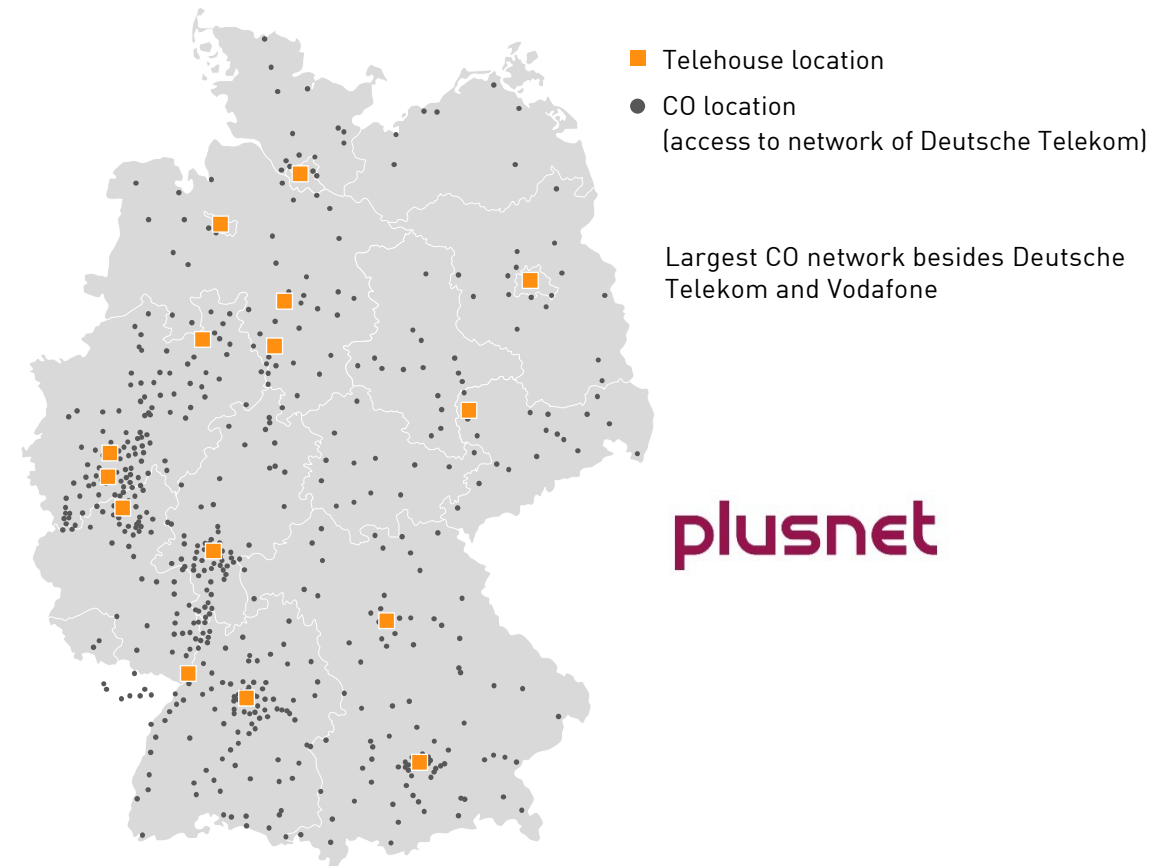 Telehouse location
CO location
(access to network of Deutsche Telekom)
Largest CO network besides Deutsche
Telekom and Vodafone
plusnet